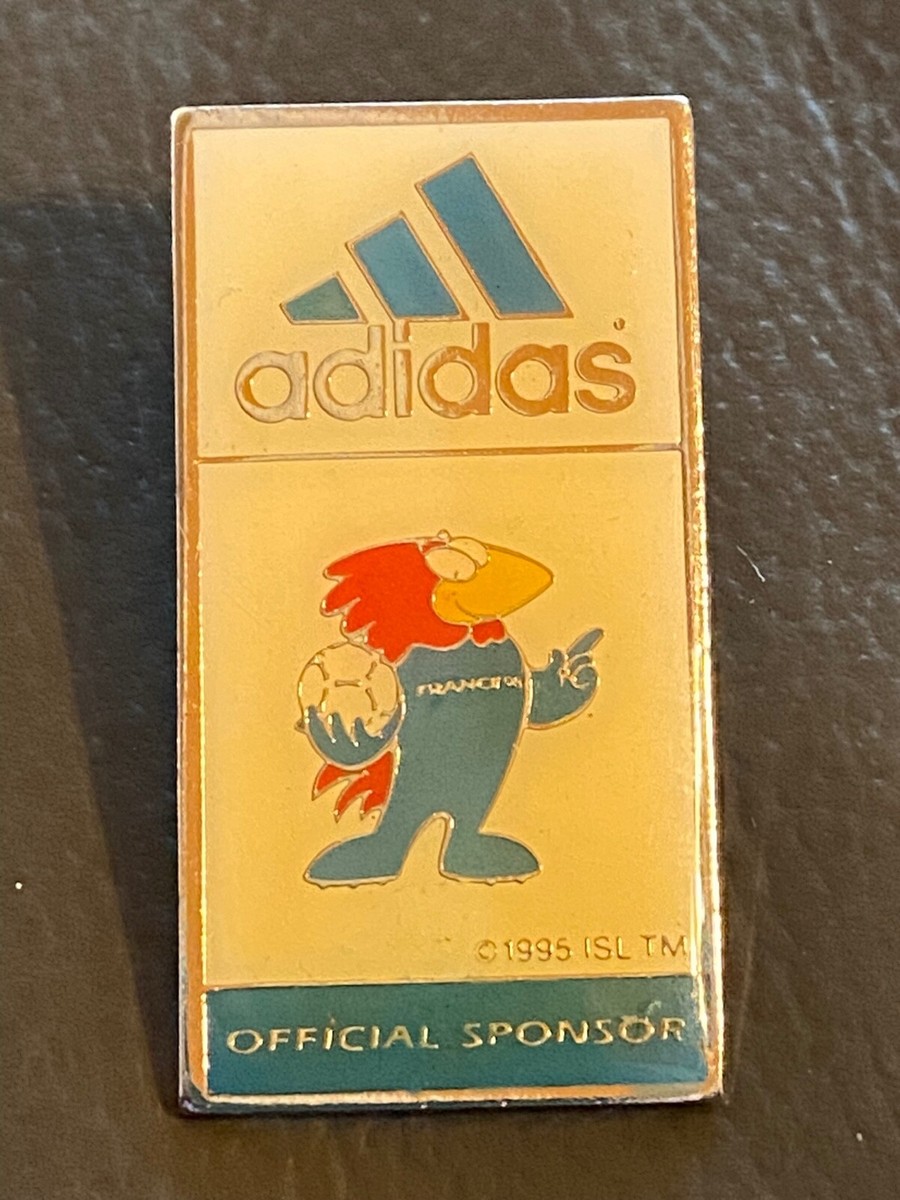 adidas
FRANCE 98
©1995 ISL TM
OFFICIAL SPONSOR